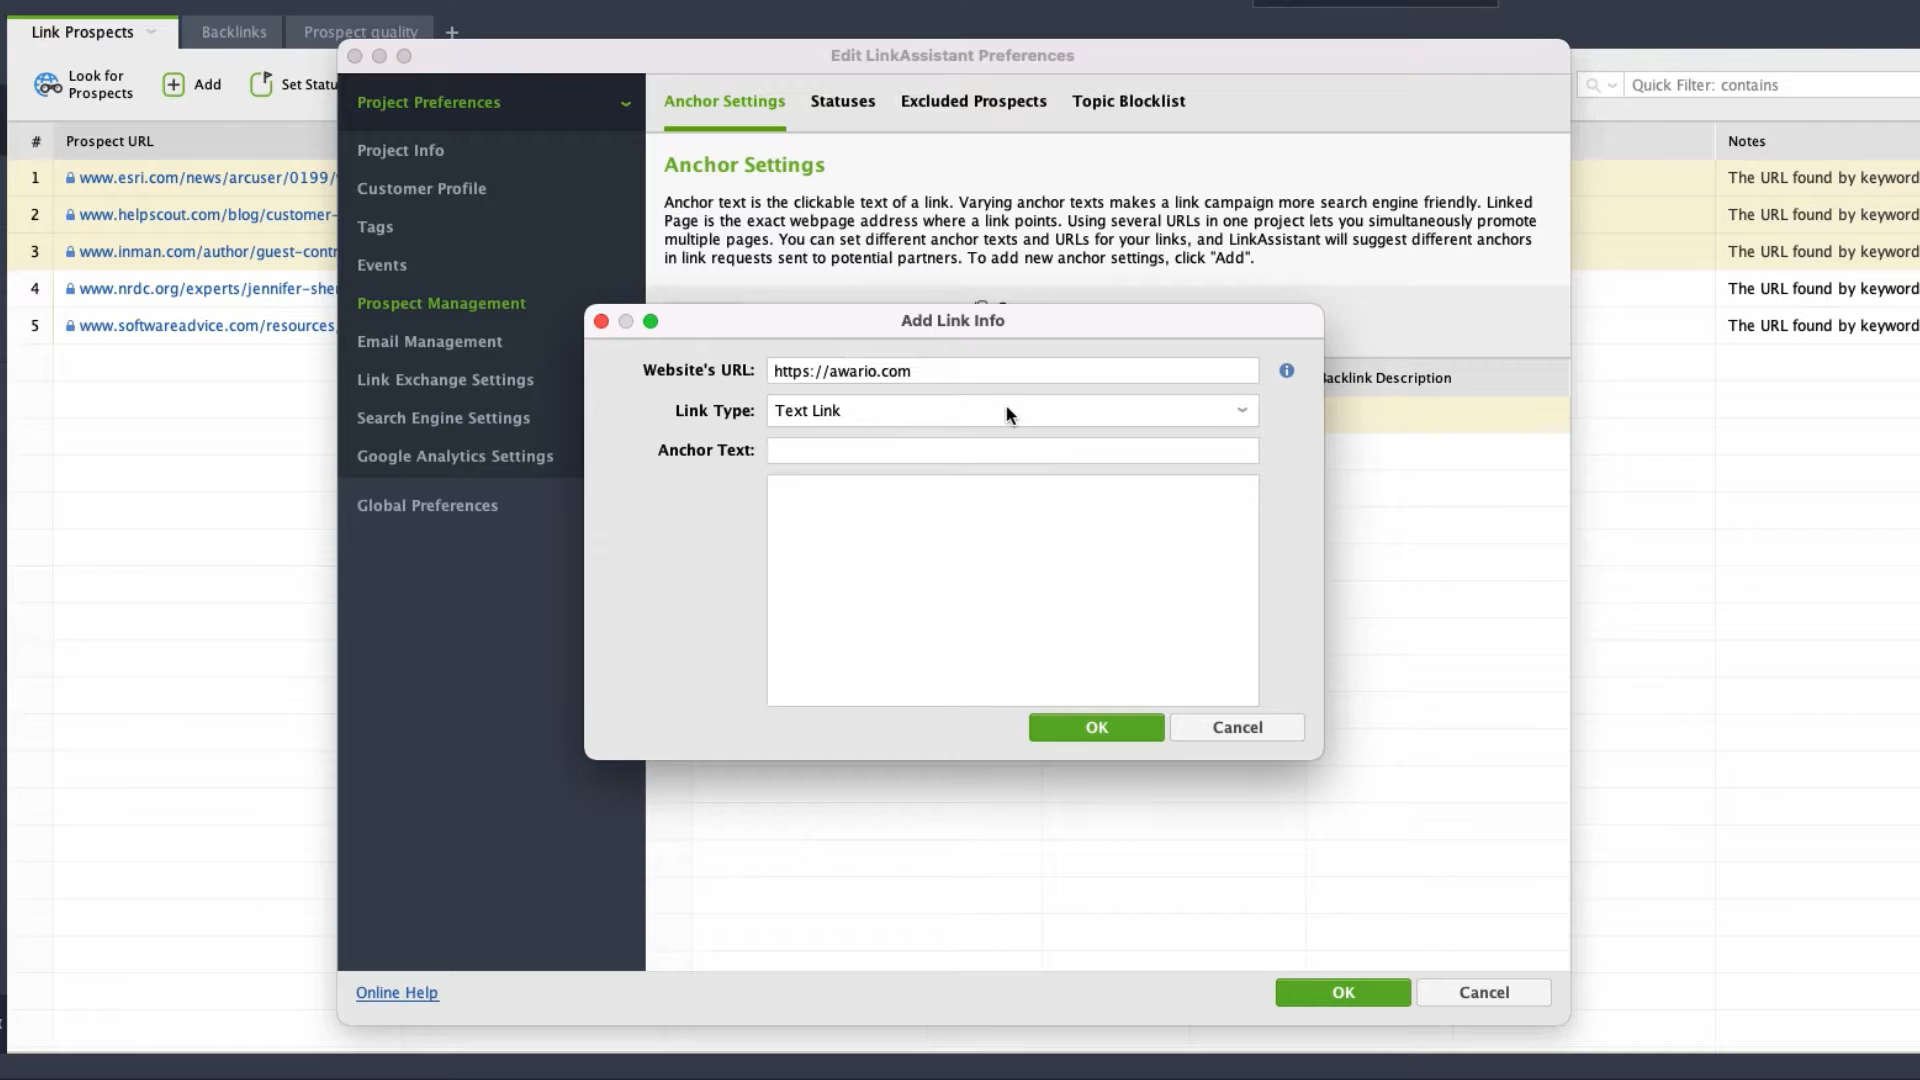 Link Prospects
Backlinks
Prospect quality
+
Edit LinkAssistant Preferences
Look for
Prospects
Add
Set Statu
Quick Filter: contains
Project Preferences
Anchor Settings
Statuses
Excluded Prospects
Topic Blocklist
#
Prospect URL
Notes
1
www.esri.com/news/arcuser/0199/
The URL found by keyword
2
www.helpscout.com/blog/customer-
The URL found by keyword
3
www.inman.com/author/guest-contr
The URL found by keyword
4
www.nrdc.org/experts/jennifer-she
The URL found by keyword
5
www.softwareadvice.com/resources
The URL found by keyword
Project Info
Customer Profile
Tags
Events
Prospect Management
Email Management
Link Exchange Settings
Search Engine Settings
Google Analytics Settings
Global Preferences
Anchor Settings
Anchor text is the clickable text of a link. Varying anchor texts makes a link campaign more search engine friendly. Linked
Page is the exact webpage address where a link points. Using several URLs in one project lets you simultaneously promote
multiple pages. You can set different anchor texts and URLs for your links, and LinkAssistant will suggest different anchors
in link requests sent to potential partners. To add new anchor settings, click "Add".
Backlink Description
Add Link Info
Website's URL:
https://awario.com
Link Type:
Text Link
Anchor Text:
OK
Cancel
Online Help
OK
Cancel